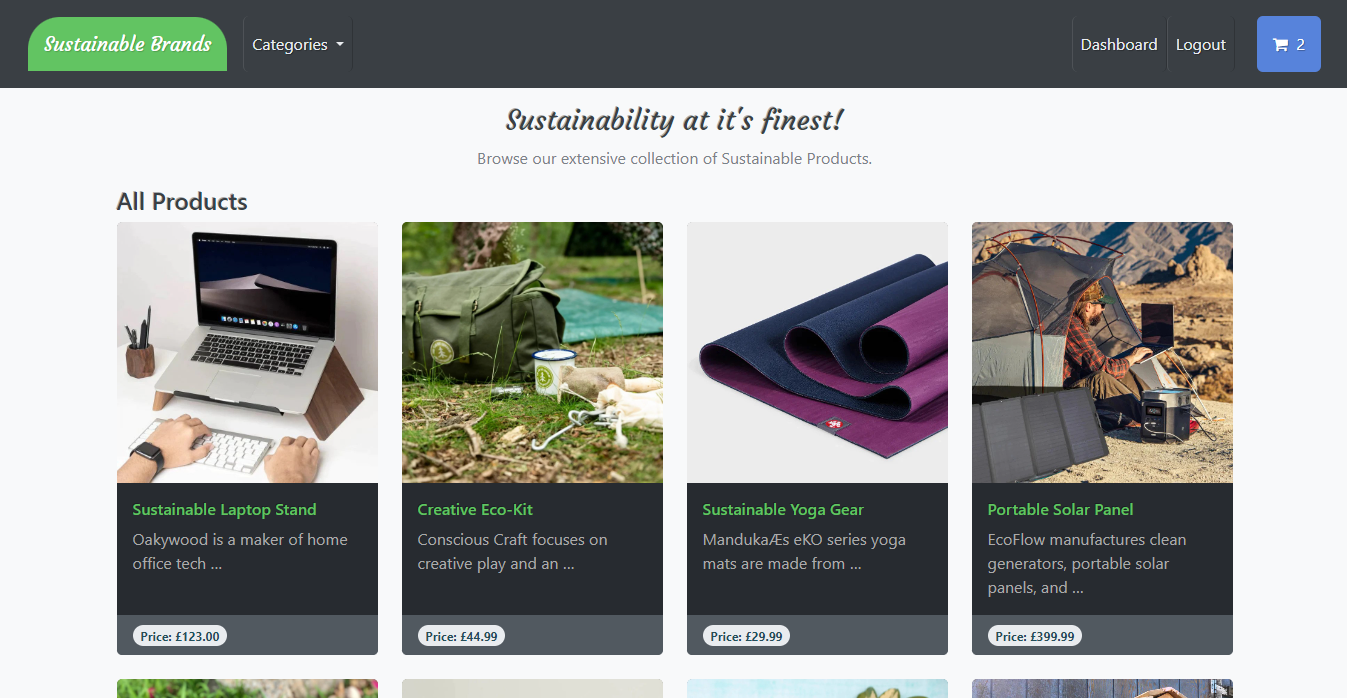 Sustainable Brands
Categories
Dashboard
Logout
2
Sustainability at it's finest!
Browse our extensive collection of Sustainable Products.
All Products
Sustainable Laptop Stand
Oakywood is a maker of home
office tech ...
Price: £123.00
Creative Eco-Kit
Conscious Craft focuses on
creative play and an ...
Price: £44.99
Sustainable Yoga Gear
MandukaÆs eKO series yoga
mats are made from ...
Price: £29.99
Portable Solar Panel
EcoFlow manufactures clean
generators, portable solar
panels, and ...
Price: £399.99